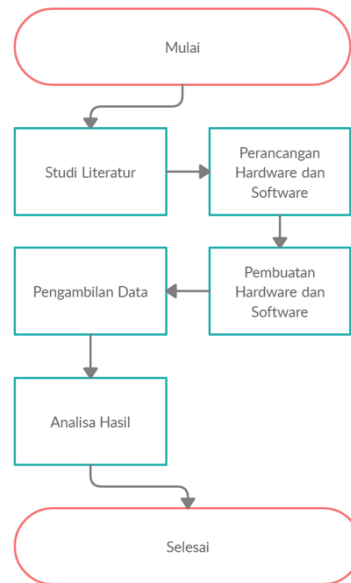 Mulai
Studi Literatur
Perancangan
Hardware dan
Software
Pembuatan
Hardware dan
Software
Pengambilan Data
Analisa Hasil
Selesai